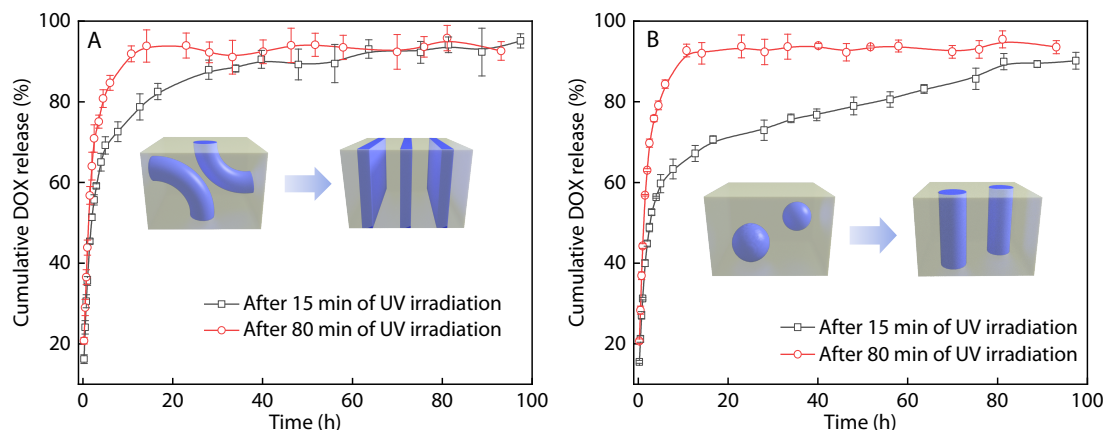 A
Cumulative DOX release (%)
100
80
60
40
20
After 15 min of UV irradiation
After 80 min of UV irradiation
0 20 40 60 80 100
Time (h)
B
Cumulative DOX release (%)
100
80
60
40
20
After 15 min of UV irradiation
After 80 min of UV irradiation
0 20 40 60 80 100
Time (h)